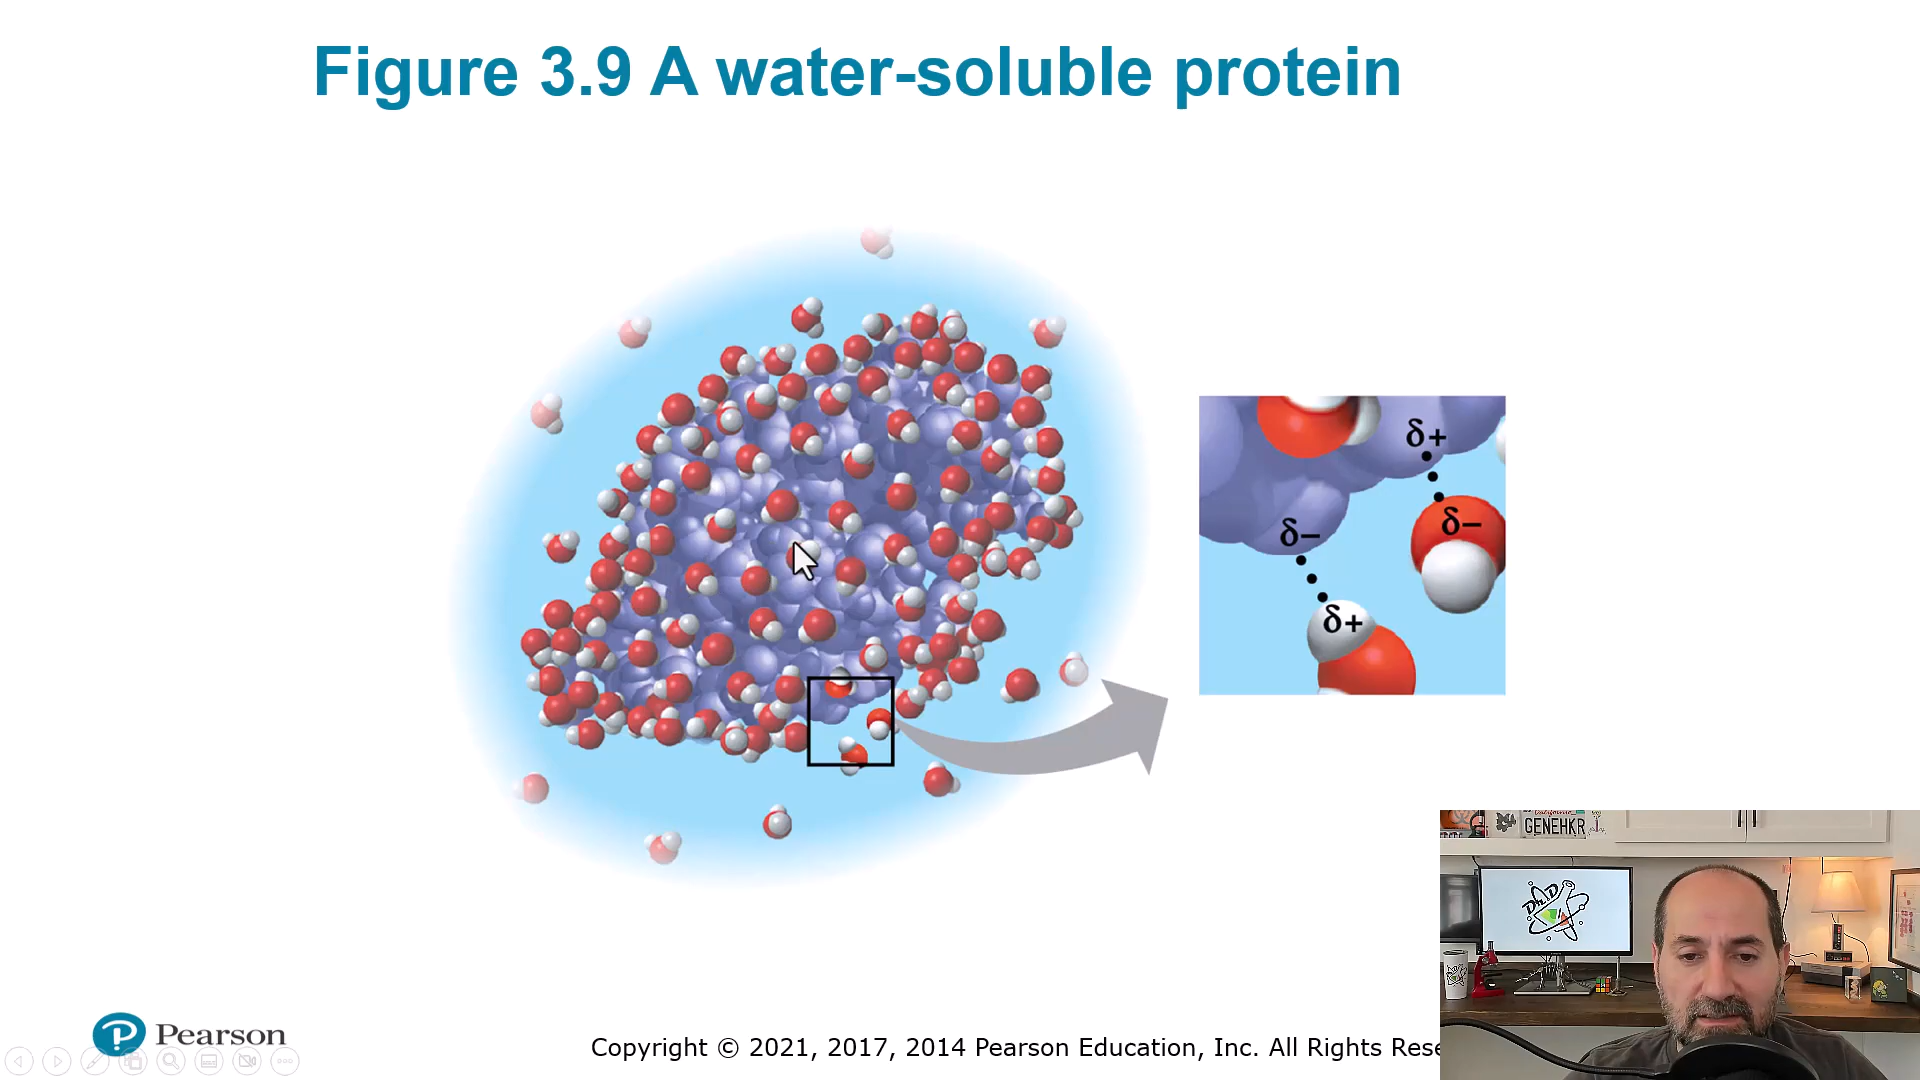 Figure 3.9 A water-soluble protein
δ+
δ−
δ−
δ+
GENEHKR
Pearson
Copyright © 2021, 2017, 2014 Pearson Education, Inc. All Rights Rese